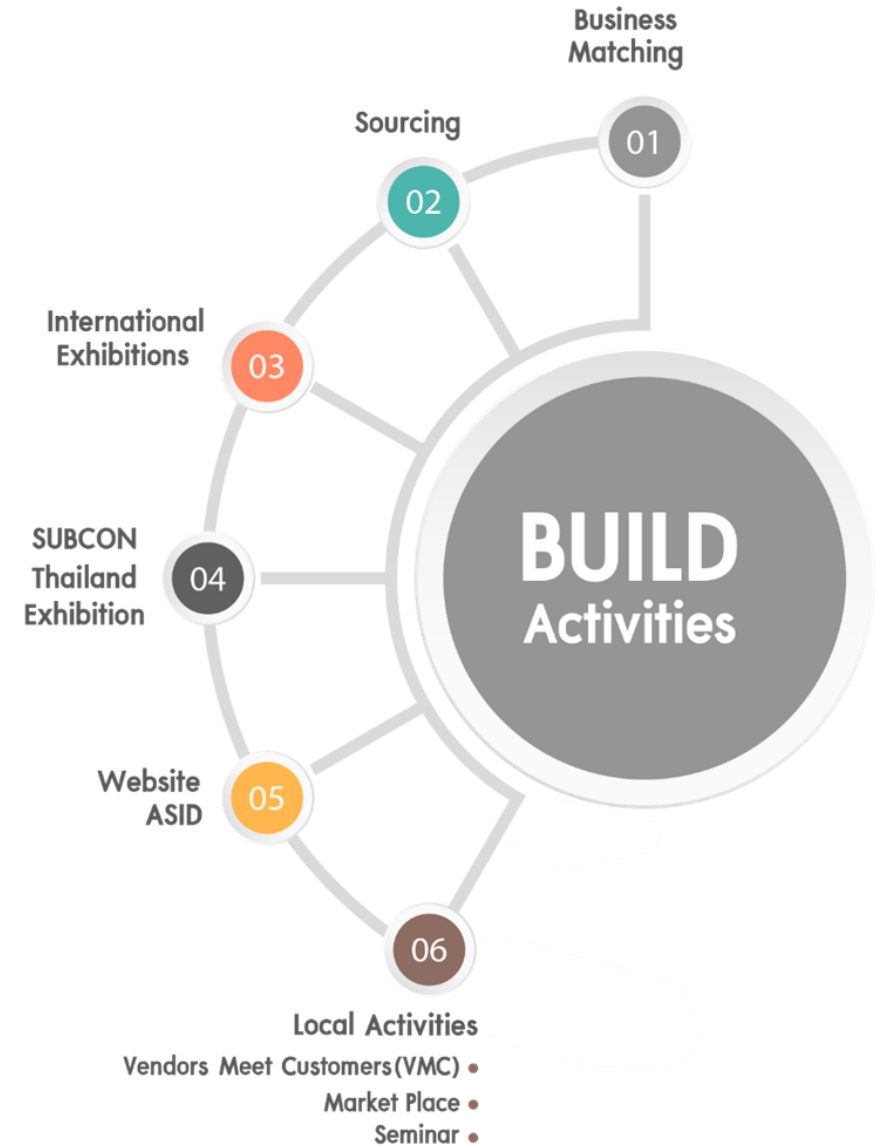 Business
Matching
01
Sourcing
02
International
Exhibitions
03
SUBCON
Thailand
Exhibition
04
BUILD
Activities
Website
ASID
05
06
Local Activities
Vendors Meet Customers(VMC) •
Market Place •
Seminar •